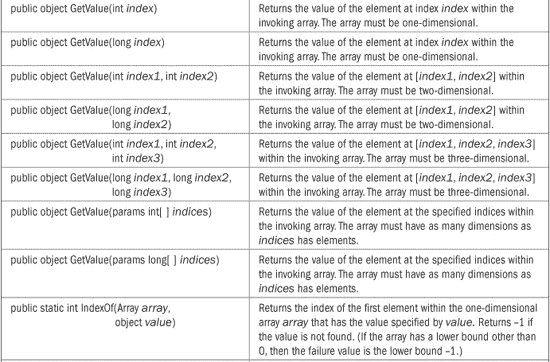 public object GetValue(int index)
Returns the value of the element at index index within the
invoking array. The array must be one-dimensional.
public object GetValue(long index)
Returns the value of the element at index index within the
invoking array. The array must be one-dimensional.
public object GetValue(int index1, int index2)
Returns the value of the element at [index1, index2] within
the invoking array. The array must be two-dimensional.
public object GetValue(long index1,
long index2)
Returns the value of the element at [index1, index2] within
the invoking array. The array must be two-dimensional.
public object GetValue(int index1, int index2,
int index3)
Returns the value of the element at [index1, index2, index3]
within the invoking array. The array must be three-dimensional.
public object GetValue(long index1, long index2,
long index3)
Returns the value of the element at [index1, index2, index3]
within the invoking array. The array must be three-dimensional.
public object GetValue(params int[ ] indices)
Returns the value of the element at the specified indices within
the invoking array. The array must have as many dimensions as
indices has elements.
public object GetValue(params long[ ] indices)
Returns the value of the element at the specified indices within
the invoking array. The array must have as many dimensions as
indices has elements.
public static int IndexOf(Array array,
object value)
Returns the index of the first element within the one-dimensional
array array that has the value specified by value. Returns –1 if
the value is not found. (If the array has a lower bound other than
0, then the failure value is the lower bound –1.)